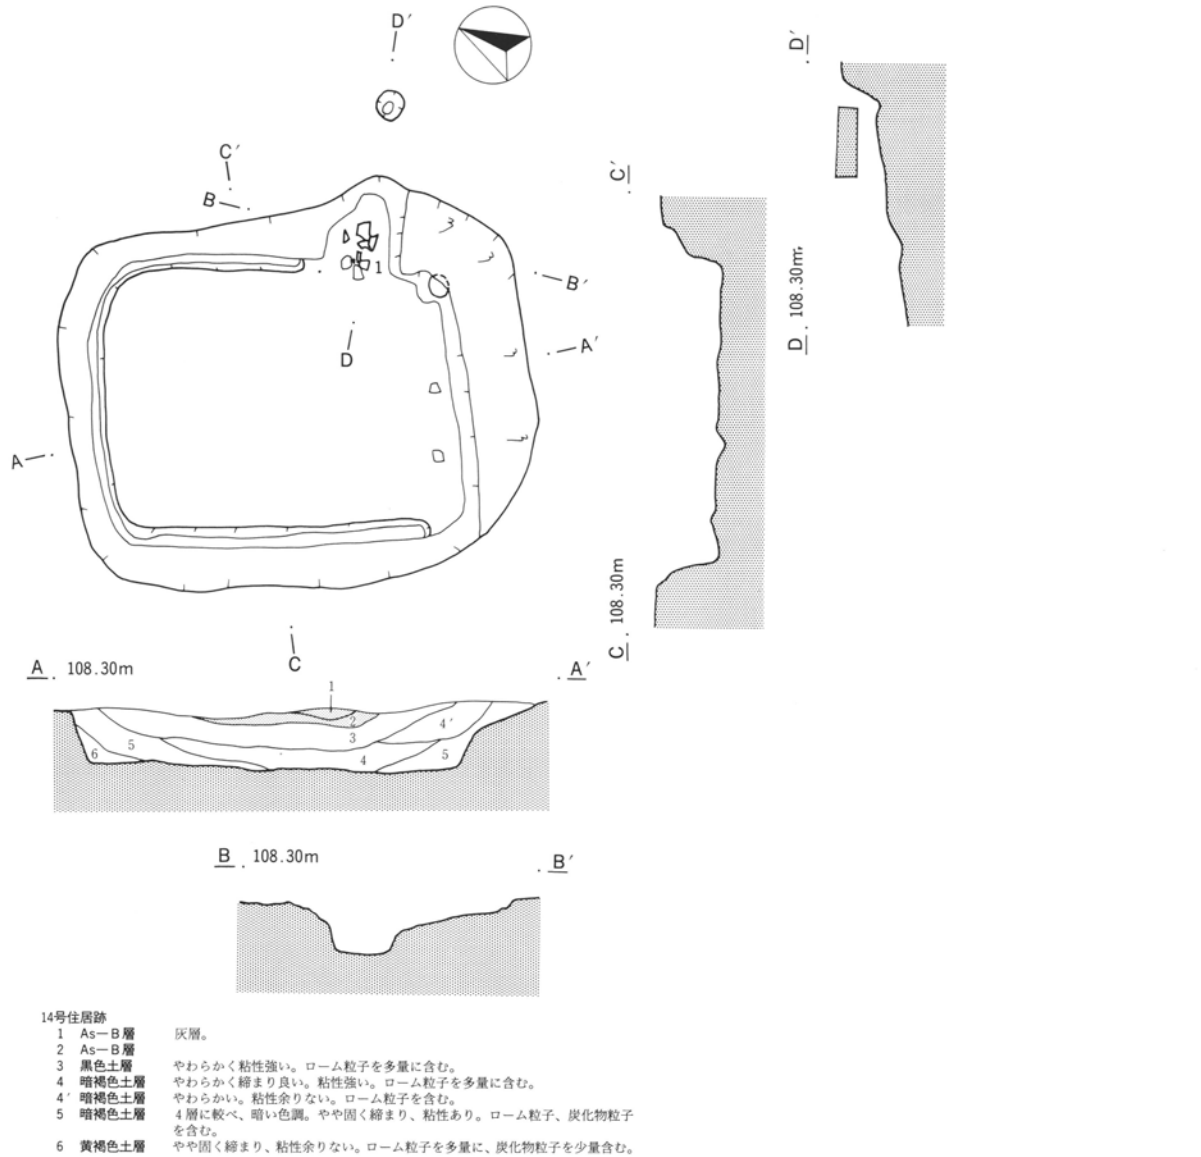 D′
C′
B
1
B′
D
A′
A
C
D′
C′
D . 108.30m.
C . 108.30m
A . 108.30m
A′
1
2
3
4′
5
6
4
5
B . 108.30m
B′
14号住居跡
1 As−B層 灰層。
2 As−B層
3 黒色土層 やわらかく粘性強い。ローム粒子を多量に含む。
4 暗褐色土層 やわらかく締まり良い。粘性強い。ローム粒子を多量に含む。
4′ 暗褐色土層 やわらかい。粘性余りない。ローム粒子を含む。
5 暗褐色土層 4層に較べ、暗い色調。やや固く締まり、粘性あり。ローム粒子、炭化物粒子
を含む。
6 黄褐色土層 やや固く締まり、粘性余りない。ローム粒子を多量に、炭化物粒子を少量含む。